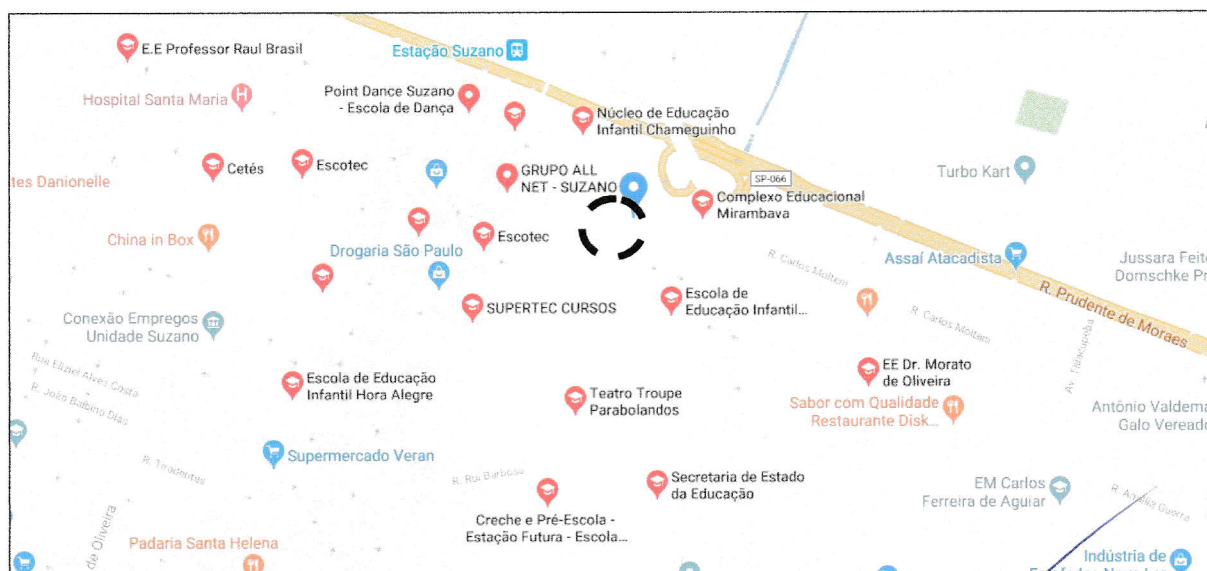 E.E Professor Raul Brasil
Estação Suzano
Hospital Santa Maria
Point Dance Suzano
- Escola de Dança
Núcleo de Educação
Infantil Chameguinho
Cetés
Escotec
GRUPO ALL
NET - SUZANO
SP-066
Complexo Educacional
Mirambava
Turbo Kart
tes Danionelle
China in Box
Drogaria São Paulo
Escotec
R. Carlos Molteni
Assaí Atacadista
Jussara Feit
Domschke Pr
R. Prudente de Moraes
Conexão Empregos
Unidade Suzano
SUPERTEC CURSOS
Escola de
Educação Infantil...
R. Carlos Molteni
Rua Eliziel Alves Costa
R. João Balbino Dias
Escola de Educação
Infantil Hora Alegre
Teatro Troupe
Parabolandos
EE Dr. Morato
de Oliveira
Sabor com Qualidade
Restaurante Disk...
Antônio Valdema
Galo Vereado
Supermercado Veran
R. Tiradentes
R. Rui Barbosa
Secretaria de Estado
da Educação
EM Carlos
Ferreira de Aguiar
R. Amélia Guerra
Creche e Pré-Escola -
Estação Futura - Escola...
de Oliveira
Padaria Santa Helena
Indústria de